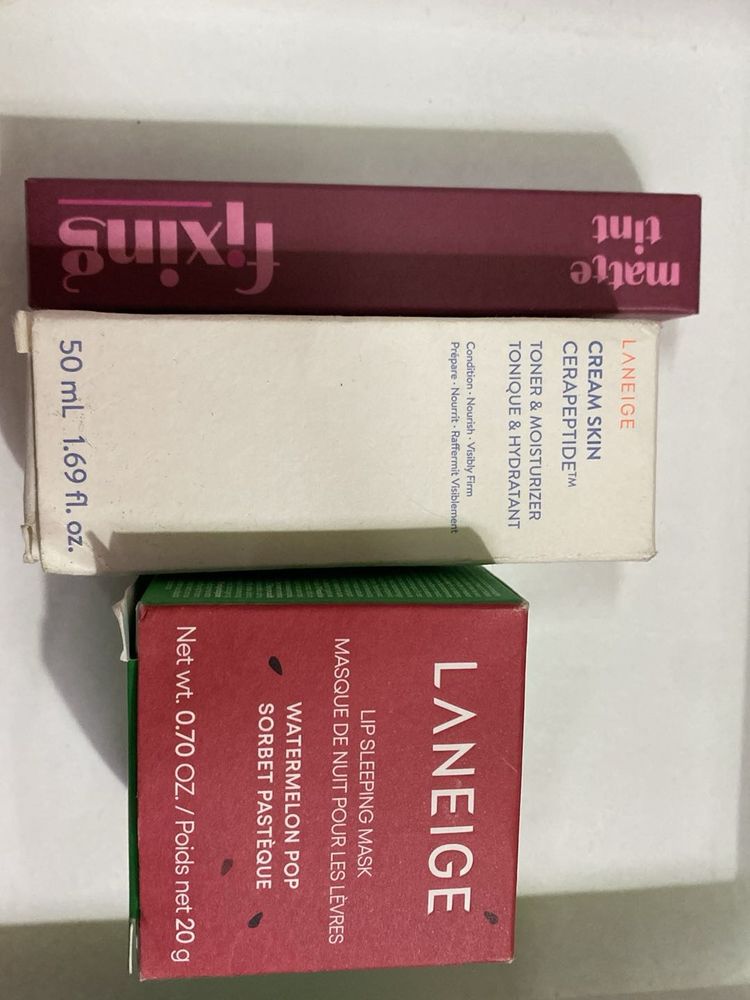 matte
tint
fixing
LANEIGE
CREAM SKIN
CERAPEPTIDE™
TONER & MOISTURIZER
TONIQUE & HYDRATANT
Condition · Nourish · Visibly Firm
Prépare · Nourrit · Raffermit Visiblement
50 mL 1.69 fl. oz.
LANEIGE
LIP SLEEPING MASK
MASQUE DE NUIT POUR LES LÈVRES
WATERMELON POP
SORBET PASTÈQUE
Net wt. 0.70 OZ. / Poids net 20 g